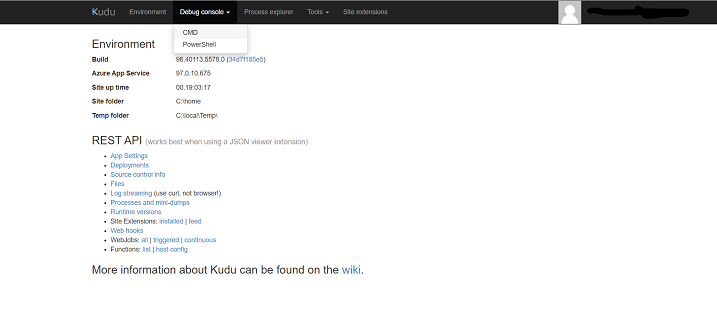 Kudu Environment Debug console Process explorer Tools Site extensions
CMD
PowerShell
Environment
Build 96.40113.5578.0 (34d7f185e5)
Azure App Service 97.0.10.675
Site up time 00.19:03:17
Site folder C:\home
Temp folder C:\local\Temp\
REST API (works best when using a JSON viewer extension)
App Settings
Deployments
Source control info
Files
Log streaming (use curl, not browser!)
Processes and mini-dumps
Runtime versions
Site Extensions: installed | feed
Web hooks
WebJobs: all | triggered | continuous
Functions: list | host config
More information about Kudu can be found on the wiki.